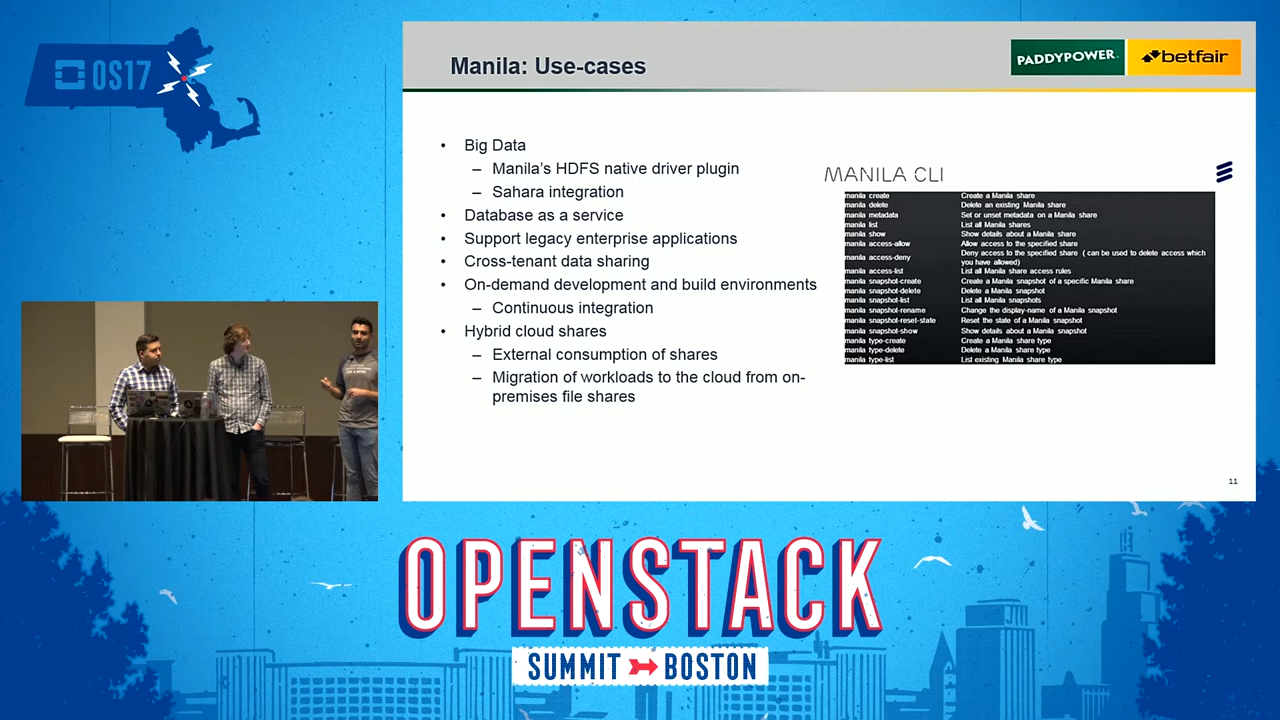 OS17
Manila: Use-cases
PADDYPOWER.
betfair
• Big Data
– Manila's HDFS native driver plugin
– Sahara integration
• Database as a service
• Support legacy enterprise applications
• Cross-tenant data sharing
• On-demand development and build environments
– Continuous integration
• Hybrid cloud shares
– External consumption of shares
– Migration of workloads to the cloud from on-
premises file shares
MANILA CLI
manila create Create a Manila share
manila delete Delete an existing Manila share
manila metadata Set or unset metadata on a Manila share
manila list List all Manila shares
manila show Show details about a Manila share
manila access-allow Allow access to the specified share
manila access-deny Deny access to the specified share ( can be used to delete access which
you have allowed)
manila access-list List all Manila share access rules
manila snapshot-create Create a Manila snapshot of a specific Manila share
manila snapshot-delete Delete a Manila snapshot
manila snapshot-list List all Manila snapshots
manila snapshot-rename Change the display-name of a Manila snapshot
manila snapshot-reset-state Reset the state of a Manila snapshot
manila snapshot-show Show details about a Manila snapshot
manila type-create Create a Manila share type
manila type-delete Delete a Manila share type
manila type-list List existing Manila share type
11
OPENSTACK
SUMMIT BOSTON